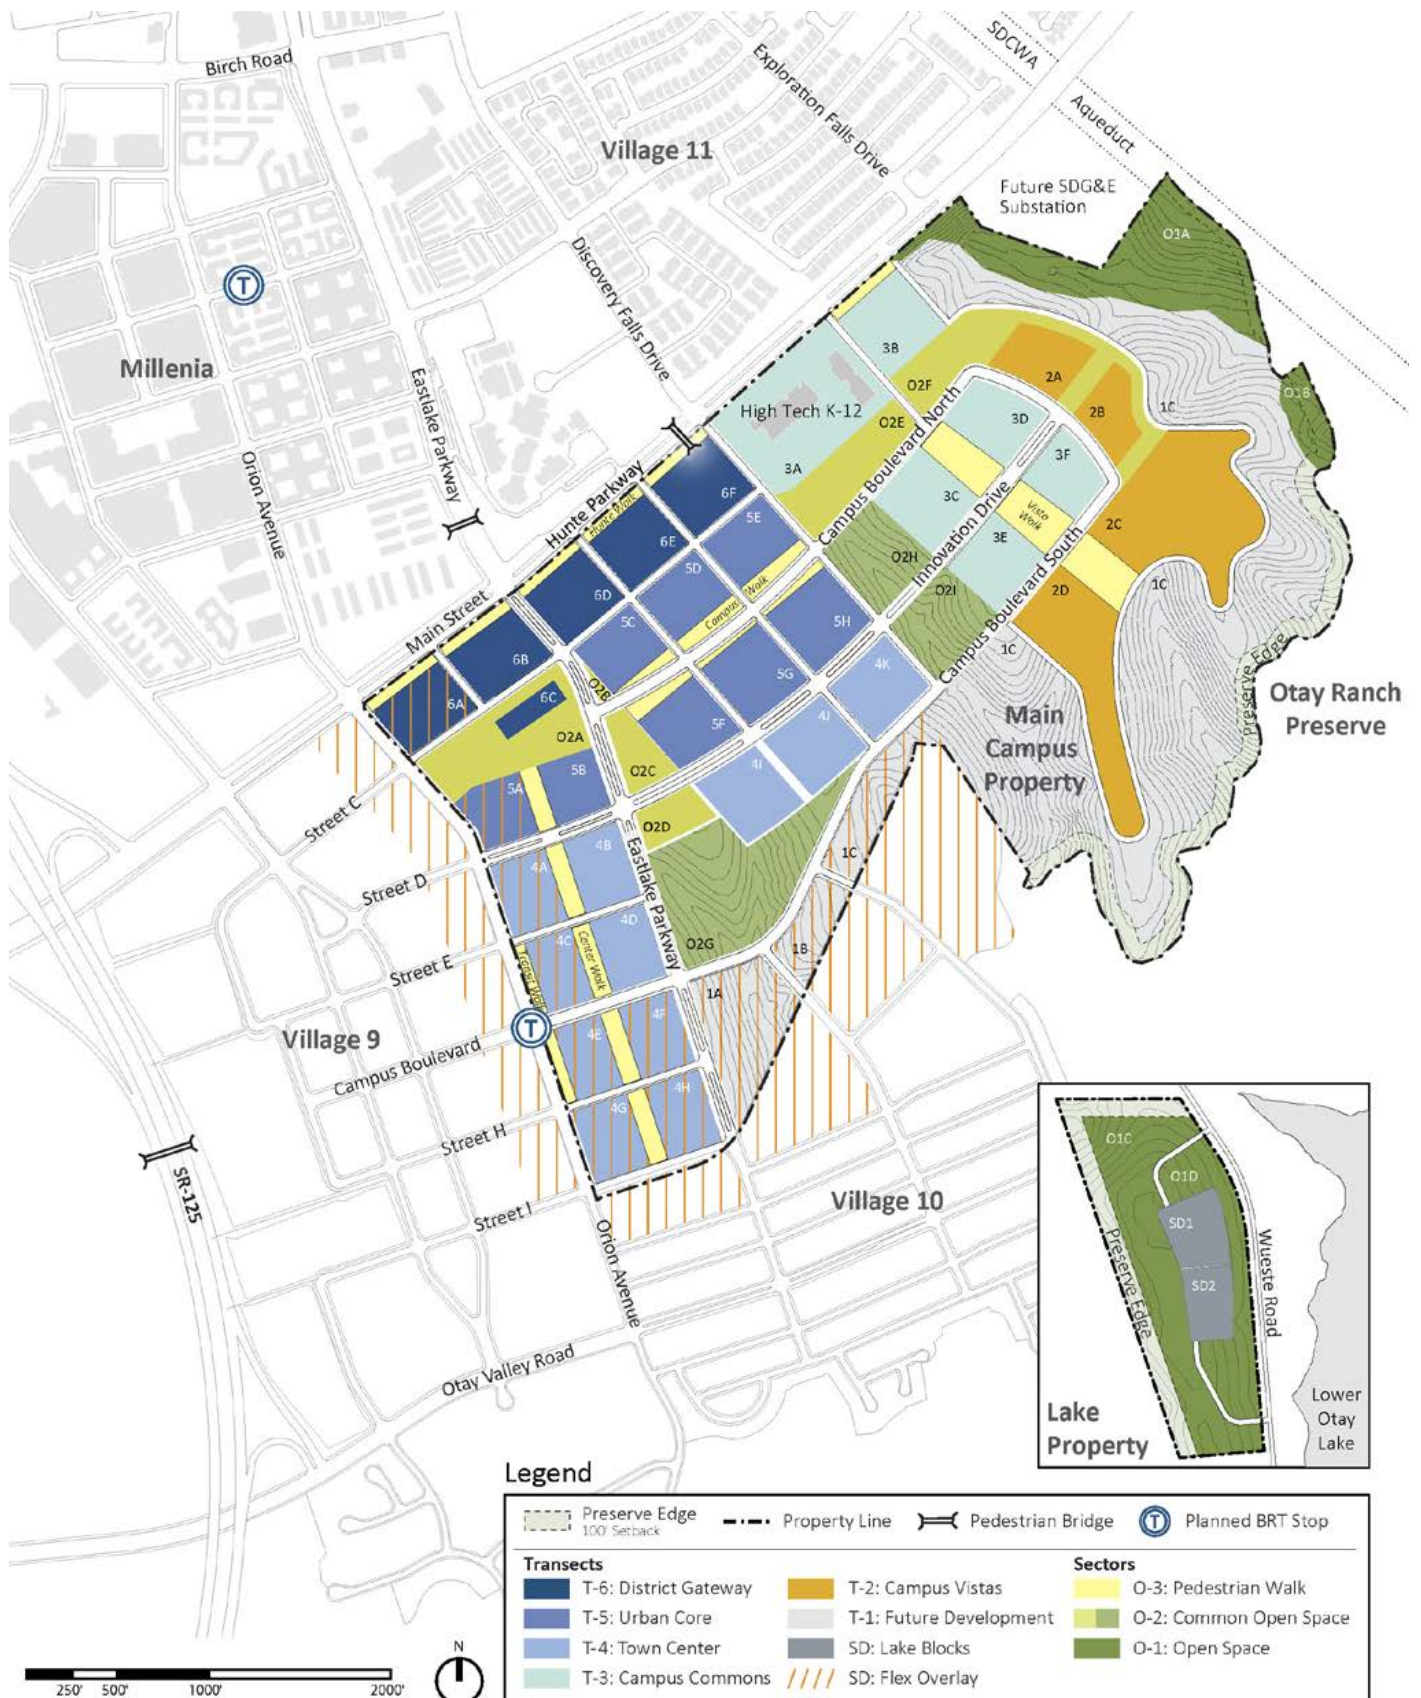 Birch Road
Village 11
Exploration Falls Drive
SDCWA
Aqueduct
Future SDG&E
Substation
O1A
Discovery Falls Drive
Millenia
Eastlake Parkway
Orion Avenue
O1B
3B
O2F
High Tech K-12
O2E
3A
2A
2B
1C
3D
3F
Campus Boulevard North
3C
Vista
Walk
Innovation Drive
3E
2C
2D
1C
Hunte Parkway
Hunte Walk
6F
5E
6E
5D
6D
5C
Campus Walk
O2H
O2I
5H
Campus Boulevard South
1C
Main Street
6B
6A
6C
O2B
O2A
5G
5F
4K
4J
4I
Main
Campus
Property
Preserve Edge
Otay Ranch
Preserve
Street C
5A
5B
O2C
O2D
Street D
4A
4B
Eastlake Parkway
1C
Street E
4C
4D
Center Walk
Transit Walk
O2G
1B
1A
T
T
Village 9
Campus Boulevard
4E
4F
Street H
4G
4H
Street I
Orion Avenue
Village 10
SR-125
Otay Valley Road
O1C
O1D
SD1
SD2
Preserve Edge
Wueste Road
Lake
Property
Lower
Otay
Lake
Legend
Preserve Edge
100' Setback
Property Line
Pedestrian Bridge
T
Planned BRT Stop
Transects
T-6: District Gateway
T-5: Urban Core
T-4: Town Center
T-3: Campus Commons
T-2: Campus Vistas
T-1: Future Development
SD: Lake Blocks
SD: Flex Overlay
Sectors
O-3: Pedestrian Walk
O-2: Common Open Space
O-1: Open Space
N
250' 500' 1000' 2000'